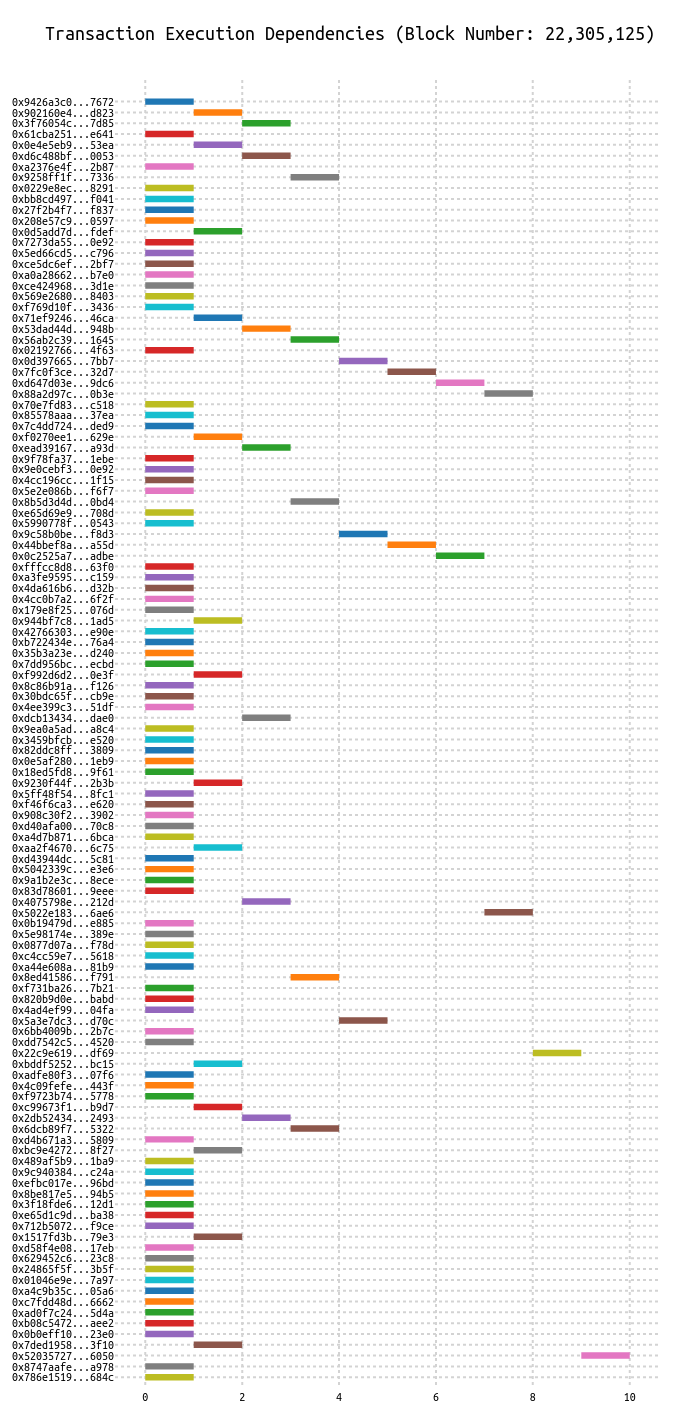 Transaction Execution Dependencies (Block Number: 22,305,125)
0x9426a3c0...7672
0x902160e4...d823
0x3f76054c...7d85
0x61cba251...e641
0x0e4e5eb9...53ea
0xd6c488bf...0053
0xa2376e4f...2b87
0x9258ff1f...7336
0x0229e8ec...8291
0xbb8cd497...f041
0x27f2b4f7...f837
0x208e57c9...0597
0x0d5add7d...fdef
0x7273da55...0e92
0x5ed66cd5...c796
0xce5dc6ef...2bf7
0xa0a28662...b7e0
0xce424968...3d1e
0x569e2680...8403
0xf769d10f...3436
0x71ef9246...46ca
0x53dad44d...948b
0x56ab2c39...1645
0x02192766...4f63
0x0d397665...7bb7
0x7fc0f3ce...32d7
0xd647d03e...9dc6
0x88a2d97c...0b3e
0x70e7fd83...c518
0x85578aaa...37ea
0x7c4dd724...ded9
0xf0270ee1...629e
0xead39167...a93d
0x9f78fa37...1ebe
0x9e0cebf3...0e92
0x4cc196cc...1f15
0x5e2e086b...f6f7
0x8b5d3d4d...0bd4
0xe65d69e9...708d
0x5990778f...0543
0x9c58b0be...f8d3
0x44bbef8a...a55d
0x0c2525a7...adbe
0xfffcc8d8...63f0
0xa3fe9595...c159
0x4da616b6...d32b
0x4cc0b7a2...6f2f
0x179e8f25...076d
0x944bf7c8...1ad5
0x42766303...e90e
0xb722434e...76a4
0x35b3a23e...d240
0x7dd956bc...ecbd
0xf992d6d2...0e3f
0x8c86b91a...f126
0x30bdc65f...cb9e
0x4ee399c3...51df
0xdcb13434...dae0
0x9ea0a5ad...a8c4
0x3459bfcb...e520
0x82ddc8ff...3809
0x0e5af280...1eb9
0x18ed5fd8...9f61
0x9230f44f...2b3b
0x5ff48f54...8fc1
0xf46f6ca3...e620
0x908c30f2...3902
0xd40afa00...70c8
0xa4d7b871...6bca
0xaa2f4670...6c75
0xd43944dc...5c81
0x5042339c...e3e6
0x9a1b2e3c...8ece
0x83d78601...9eee
0x4075798e...212d
0x5022e183...6ae6
0x0b19479d...e885
0x5e98174e...389e
0x0877d07a...f78d
0xc4cc59e7...5618
0xa44e608a...81b9
0x8ed41586...f791
0xf731ba26...7b21
0x820b9d0e...babd
0x4ad4ef99...04fa
0x5a3e7dc3...d70c
0x6bb4009b...2b7c
0xdd7542c5...4520
0x22c9e619...df69
0xbddf5252...bc15
0xadfe80f3...07f6
0x4c09fefe...443f
0xf9723b74...5778
0xc99673f1...b9d7
0x2db52434...2493
0x6dcb89f7...5322
0xd4b671a3...5809
0xbc9e4272...8f27
0x489af5b9...1ba9
0x9c940384...c24a
0xefbc017e...96bd
0x8be817e5...94b5
0x3f18fde6...12d1
0xe65d1c9d...ba38
0x712b5072...f9ce
0x1517fd3b...79e3
0xd58f4e08...17eb
0x629452c6...23c8
0x24865f5f...3b5f
0x01046e9e...7a97
0xa4c9b35c...05a6
0xc7fdd48d...6662
0xad0f7c24...5d4a
0xb08c5472...aee2
0x0b0eff10...23e0
0x7ded1958...3f10
0x52035727...6050
0x8747aafe...a978
0x786e1519...684c
0 2 4 6 8 10